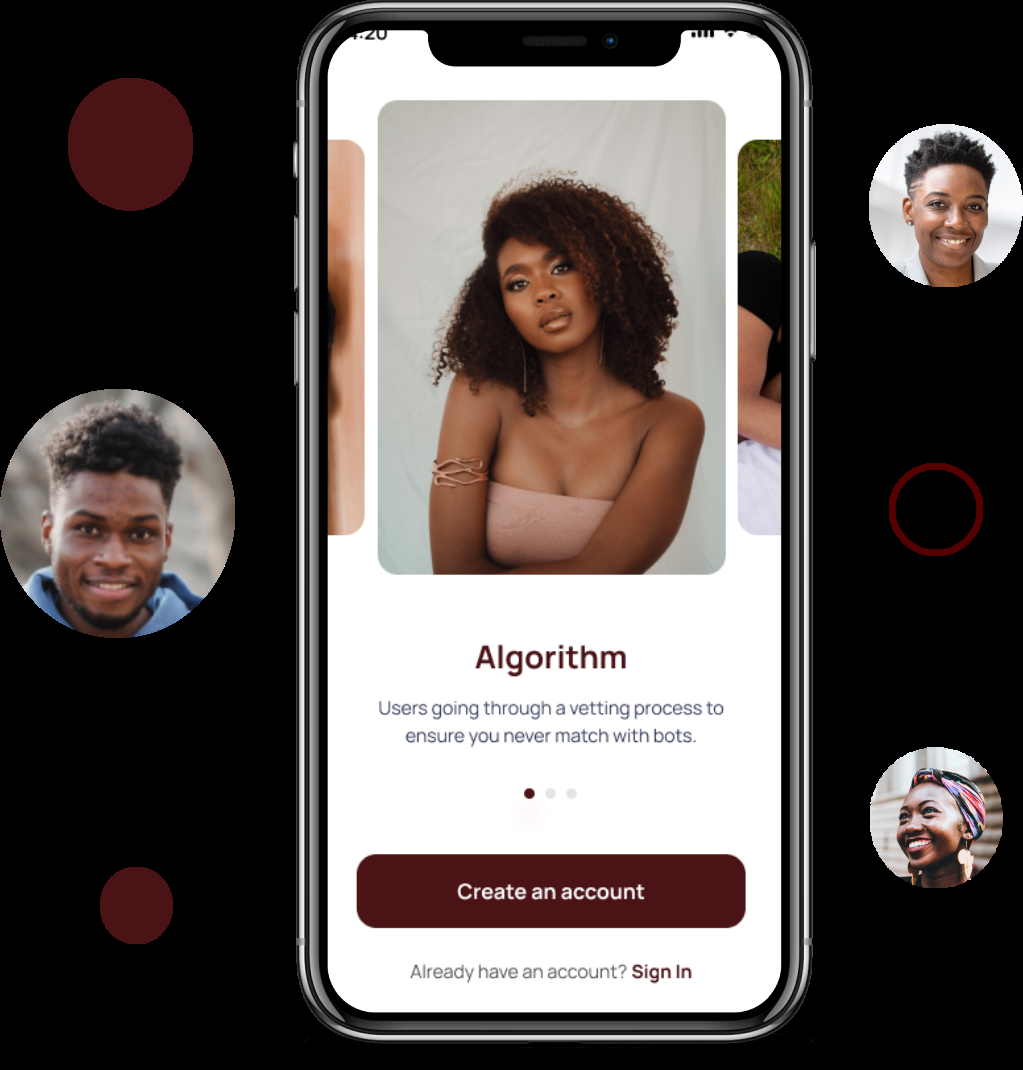 4:20
Algorithm
Users going through a vetting process to
ensure you never match with bots.
Create an account
Already have an account? Sign In